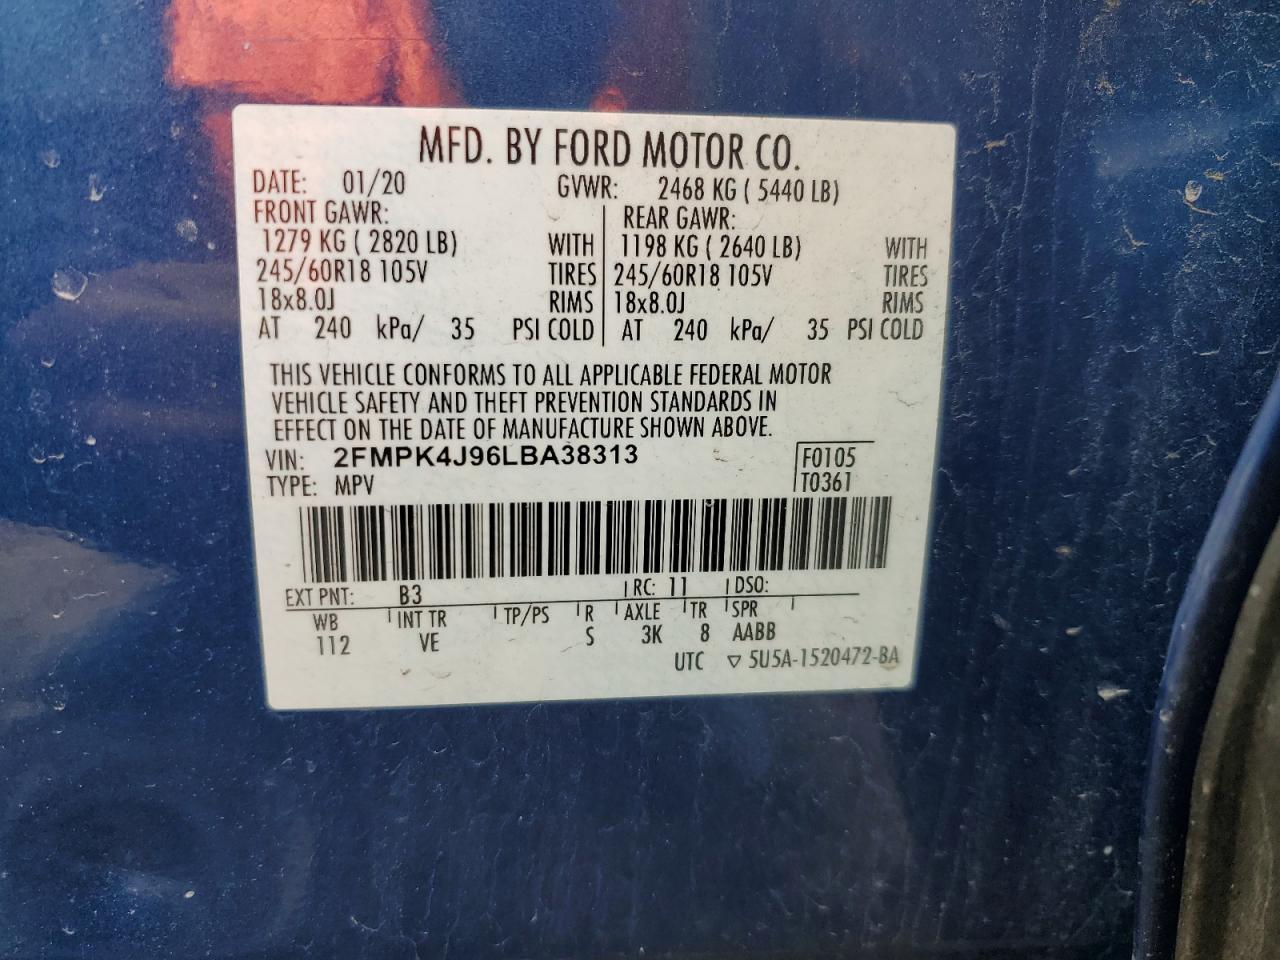 MFD. BY FORD MOTOR CO.
DATE: 01/20 GVWR: 2468 KG ( 5440 LB)
FRONT GAWR: REAR GAWR:
1279 KG ( 2820 LB) WITH 1198 KG ( 2640 LB) WITH
245/60R18 105V TIRES 245/60R18 105V TIRES
18x8.0J RIMS 18x8.0J RIMS
AT 240 kPa/ 35 PSI COLD AT 240 kPa/ 35 PSI COLD
THIS VEHICLE CONFORMS TO ALL APPLICABLE FEDERAL MOTOR
VEHICLE SAFETY AND THEFT PREVENTION STANDARDS IN
EFFECT ON THE DATE OF MANUFACTURE SHOWN ABOVE.
VIN: 2FMPK4J96LBA38313 F0105
TYPE: MPV T0361
EXT PNT: B3 RC: 11 DSO:
WB INT TR TP/PS R AXLE TR SPR
112 VE S 3K 8 AABB
UTC ▽ 5U5A-1520472-BA